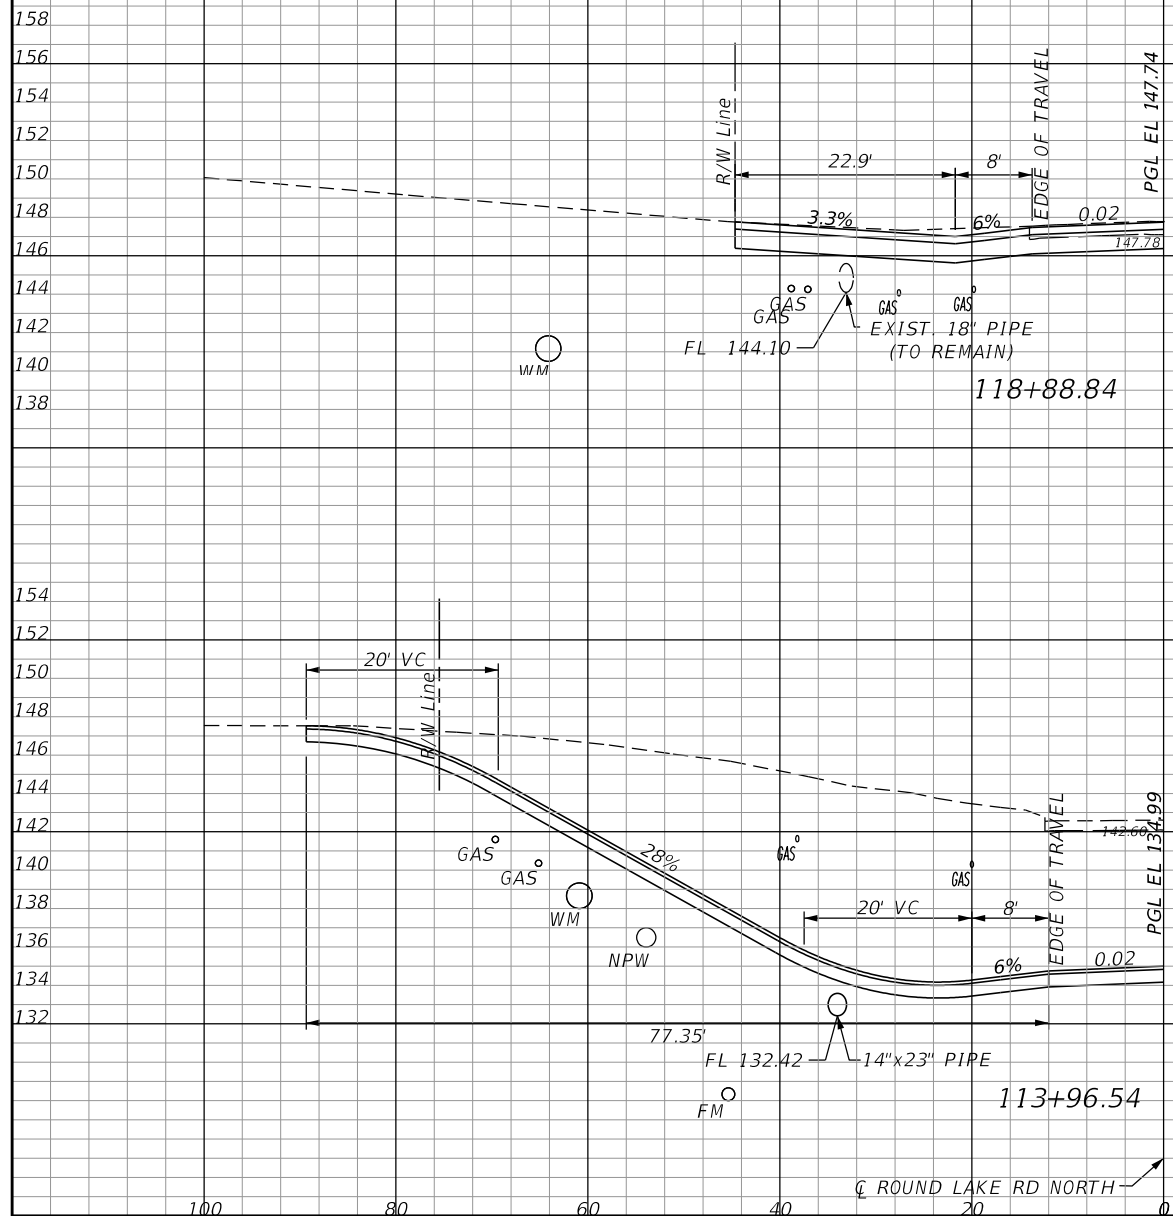 158
156
154
152
150
148
146
144
142
140
138
R/W Line
22.9'
8'
EDGE OF TRAVEL
PGL EL 147.74
3.3%
6%
0.02
147.78
GAS
GAS
GAS
GAS
EXIST. 18" PIPE
(TO REMAIN)
FL 144.10
WM
118+88.84
154
152
150
148
146
144
142
140
138
136
134
132
20' VC
R/W Line
28%
GAS
GAS
WM
NPW
GAS
GAS
EDGE OF TRAVEL
PGL EL 134.99
142.60
20' VC
8'
6%
0.02
77.35'
FL 132.42
14"x23" PIPE
FM
113+96.54
℄ ROUND LAKE RD NORTH
100
80
60
40
20
0